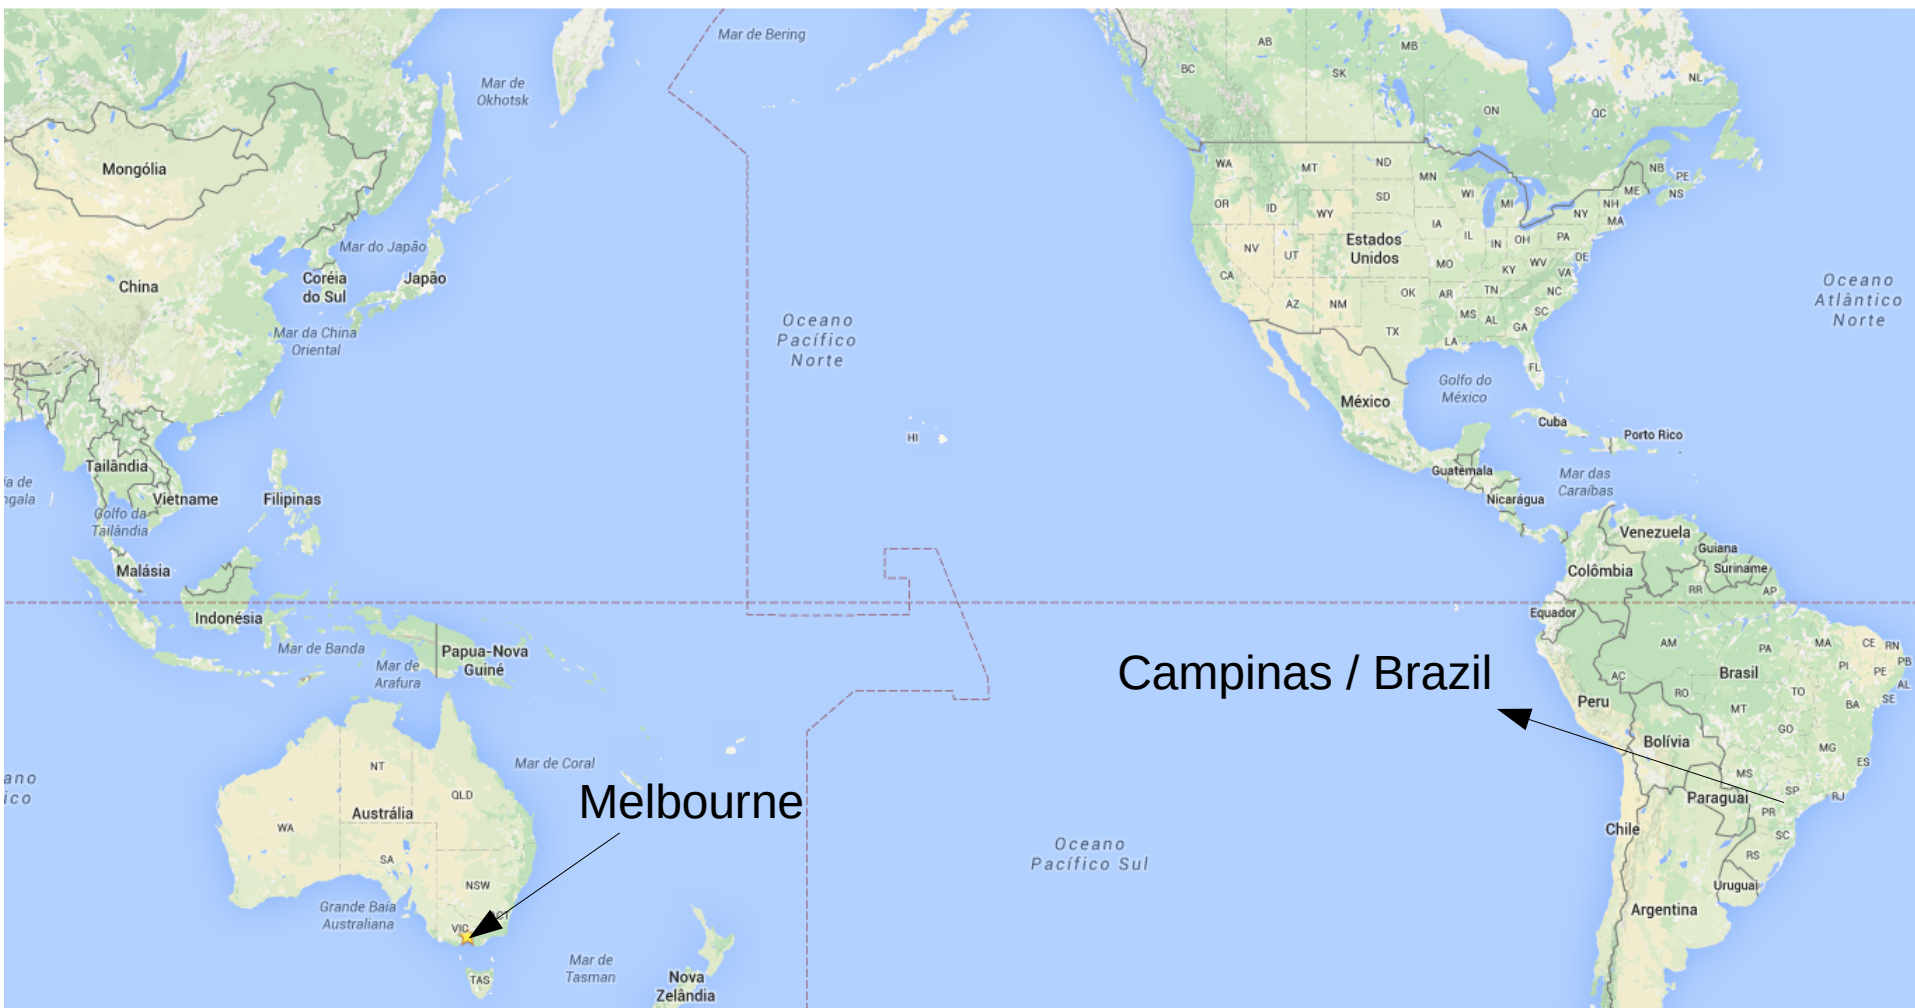 Mar de Bering
AB
MB
BC
SK
NL
Mar de
Okhotsk
ON
QC
Mongólia
WA
MT
ND
MN
NB
PE
NS
ME
OR
ID
WY
SD
WI
MI
NY
NH
MA
Mar do Japão
NV
UT
Estados
Unidos
IA
IL
IN
OH
PA
DE
China
Coréia
do Sul
Japão
CA
MO
KY
WV
VA
AZ
NM
OK
AR
TN
NC
Oceano
Atlântico
Norte
Mar da China
Oriental
Oceano
Pacífico
Norte
TX
MS
AL
GA
SC
LA
FL
Golfo do
México
México
HI
Cuba
Porto Rico
Tailândia
Guatemala
Mar das
Caraíbas
ia de
ngala
Vietname
Filipinas
Nicarágua
Golfo da
Tailândia
Venezuela
Guiana
Suriname
Malásia
Colômbia
RR
AP
Indonésia
Equador
Mar de Banda
Papua-Nova
Guiné
Mar de
Arafura
Campinas / Brazil
AM
PA
MA
CE
RN
PB
PI
PE
AL
SE
AC
RO
Brasil
TO
BA
Peru
MT
GO
Bolívia
MG
ES
ano
ico
NT
QLD
Mar de Coral
MS
SP
RJ
Melbourne
Austrália
WA
Paraguai
PR
SC
Chile
SA
Oceano
Pacífico Sul
RS
NSW
Uruguai
Grande Baía
Australiana
VIC
Argentina
Mar de
Tasman
TAS
Nova
Zelândia